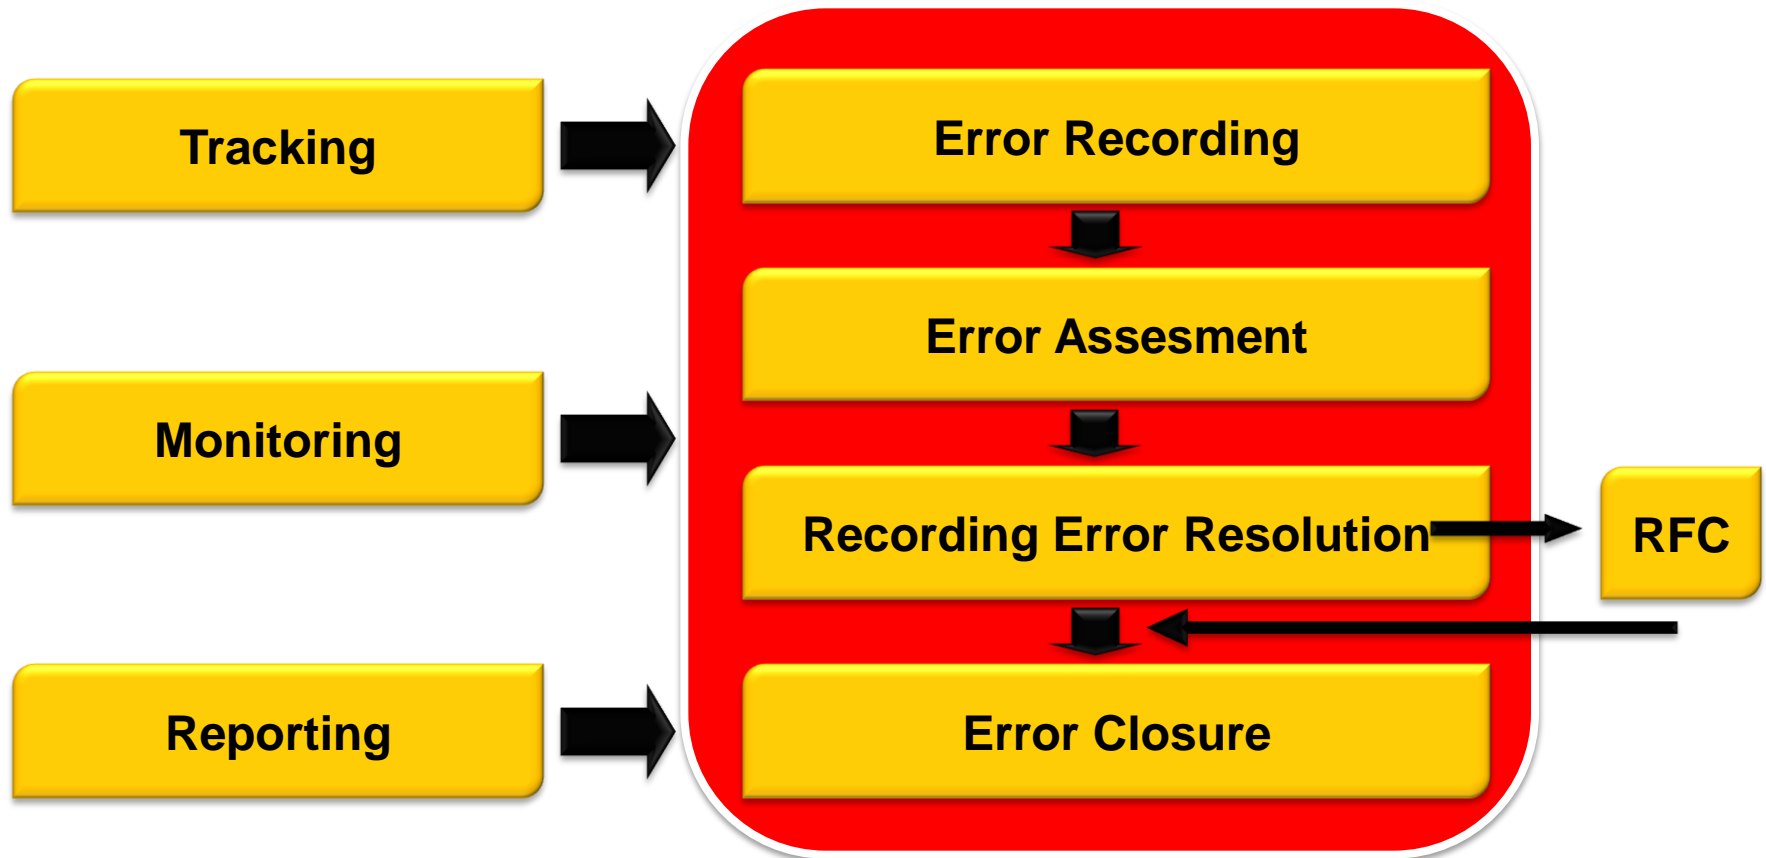 Tracking
Error Recording
Error Assesment
Monitoring
Recording Error Resolution
RFC
Reporting
Error Closure